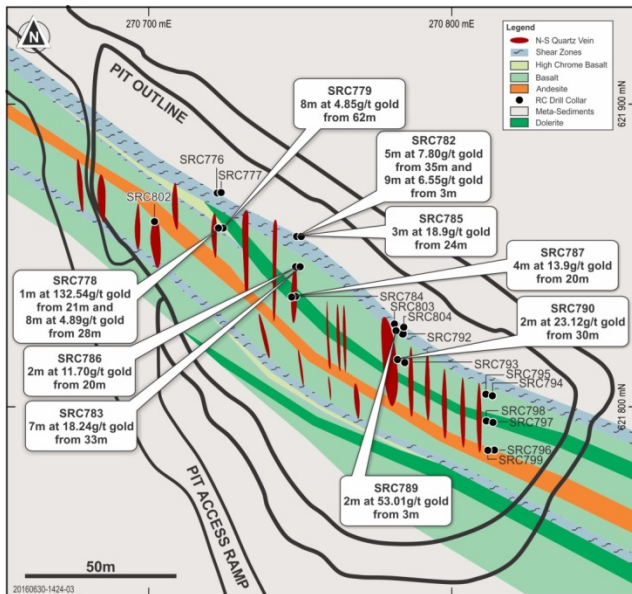 270 700 mE
270 800 mE
N
Legend
N-S Quartz Vein
Shear Zones
High Chrome Basalt
Basalt
Andesite
RC Drill Collar
Meta-Sediments
Dolerite
621 900 mN
PIT OUTLINE
SRC779
8m at 4.85g/t gold
from 62m
SRC776
SRC777
SRC782
5m at 7.80g/t gold
from 35m and
9m at 6.55g/t gold
from 3m
SRC802
SRC785
3m at 18.9g/t gold
from 24m
SRC787
4m at 13.9g/t gold
from 20m
SRC778
1m at 132.54g/t gold
from 21m and
8m at 4.89g/t gold
from 28m
SRC784
SRC803
SRC804
SRC792
SRC790
2m at 23.12g/t gold
from 30m
SRC786
2m at 11.70g/t gold
from 20m
SRC793
SRC795
SRC794
SRC783
7m at 18.24g/t gold
from 33m
621 800 mN
SRC798
SRC797
SRC796
SRC799
SRC789
2m at 53.01g/t gold
from 3m
PIT ACCESS RAMP
50m
20160630-1424-03